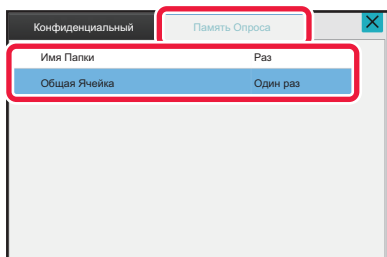 Конфиденциальный Память Опроса
Имя Папки Раз
Общая Ячейка Один раз